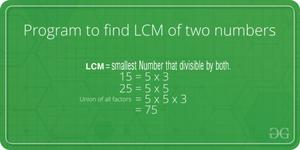 Program to find LCM of two numbers
LCM = smallest Number that divisible by both.
15 = 5 x 3
25 = 5 x 5
Union of all factors = 5 x 5 x 3
= 75